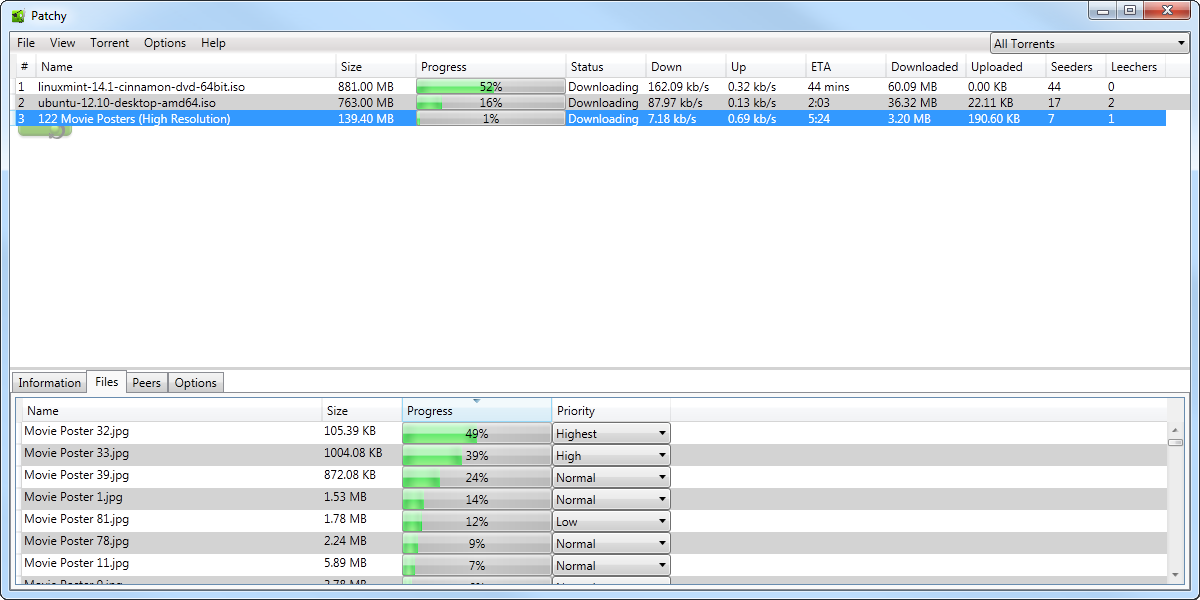 Patchy
File View Torrent Options Help All Torrents
# Name Size Progress Status Down Up ETA Downloaded Uploaded Seeders Leechers
1 linuxmint-14.1-cinnamon-dvd-64bit.iso 881.00 MB 52% Downloading 162.09 kb/s 0.32 kb/s 44 mins 60.09 MB 0.00 KB 44 0
2 ubuntu-12.10-desktop-amd64.iso 763.00 MB 16% Downloading 87.97 kb/s 0.13 kb/s 2:03 36.32 MB 22.11 KB 17 2
3 122 Movie Posters (High Resolution) 139.40 MB 1% Downloading 7.18 kb/s 0.69 kb/s 5:24 3.20 MB 190.60 KB 7 1
Information Files Peers Options
Name Size Progress Priority
Movie Poster 32.jpg 105.39 KB 49% Highest
Movie Poster 33.jpg 1004.08 KB 39% High
Movie Poster 39.jpg 872.08 KB 24% Normal
Movie Poster 1.jpg 1.53 MB 14% Normal
Movie Poster 81.jpg 1.78 MB 12% Low
Movie Poster 78.jpg 2.24 MB 9% Normal
Movie Poster 11.jpg 5.89 MB 7% Normal
Movie Poster